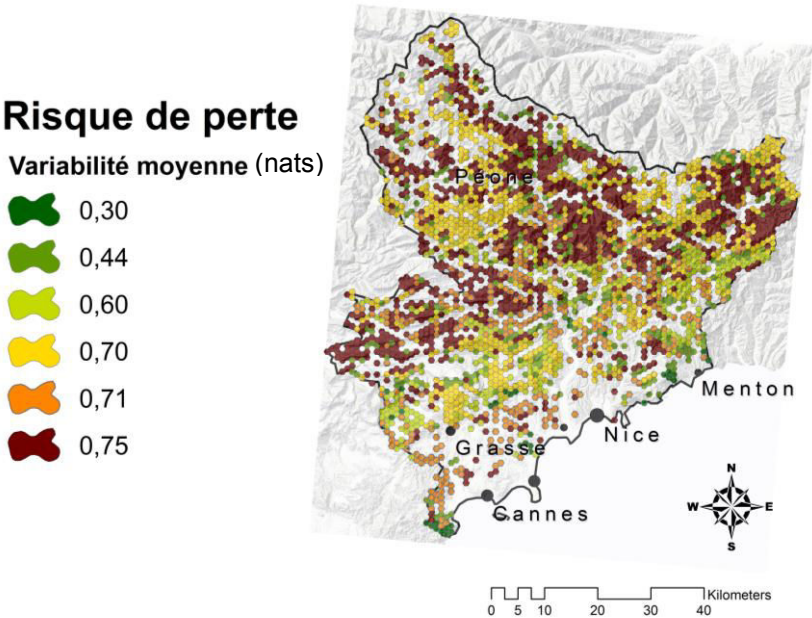 Risque de perte
Variabilité moyenne (nats)
0,30
0,44
0,60
0,70
0,71
0,75
Péone
Menton
Nice
Grasse
Cannes
N
W E
S
Kilometers
0 5 10 20 30 40